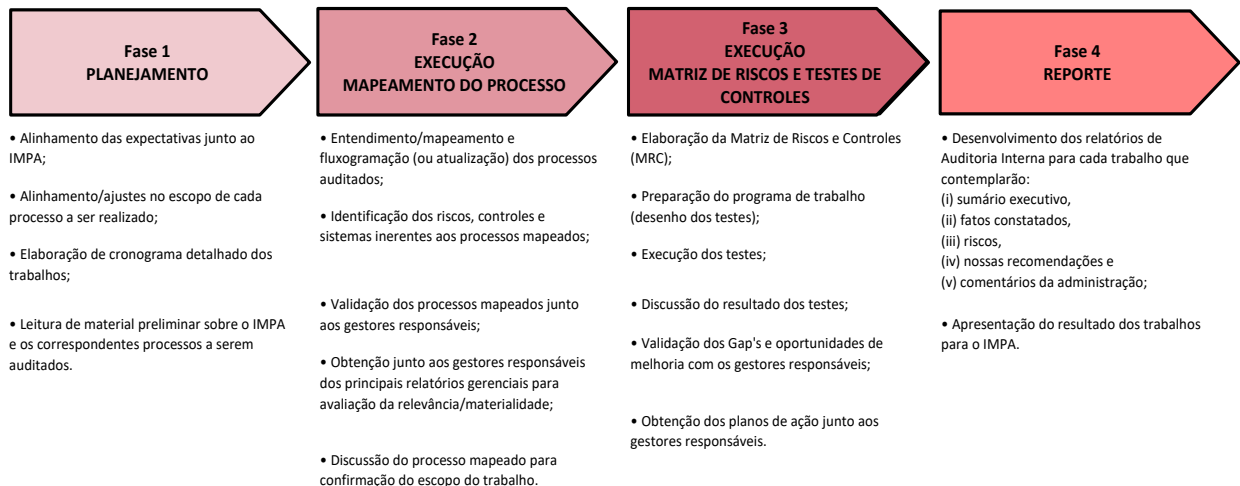 Fase 1
PLANEJAMENTO
• Alinhamento das expectativas junto ao
IMPA;
• Alinhamento/ajustes no escopo de cada
processo a ser realizado;
• Elaboração de cronograma detalhado dos
trabalhos;
• Leitura de material preliminar sobre o IMPA
e os correspondentes processos a serem
auditados.
Fase 2
EXECUÇÃO
MAPEAMENTO DO PROCESSO
• Entendimento/mapeamento e
fluxogramação (ou atualização) dos processos
auditados;
• Identificação dos riscos, controles e
sistemas inerentes aos processos mapeados;
• Validação dos processos mapeados junto
aos gestores responsáveis;
• Obtenção junto aos gestores responsáveis
dos principais relatórios gerenciais para
avaliação da relevância/materialidade;
• Discussão do processo mapeado para
confirmação do escopo do trabalho.
Fase 3
EXECUÇÃO
MATRIZ DE RISCOS E TESTES DE
CONTROLES
• Elaboração da Matriz de Riscos e Controles
(MRC);
• Preparação do programa de trabalho
(desenho dos testes);
• Execução dos testes;
• Discussão do resultado dos testes;
• Validação dos Gap's e oportunidades de
melhoria com os gestores responsáveis;
• Obtenção dos planos de ação junto aos
gestores responsáveis.
Fase 4
REPORTE
• Desenvolvimento dos relatórios de
Auditoria Interna para cada trabalho que
contemplarão:
(i) sumário executivo,
(ii) fatos constatados,
(iii) riscos,
(iv) nossas recomendações e
(v) comentários da administração;
• Apresentação do resultado dos trabalhos
para o IMPA.